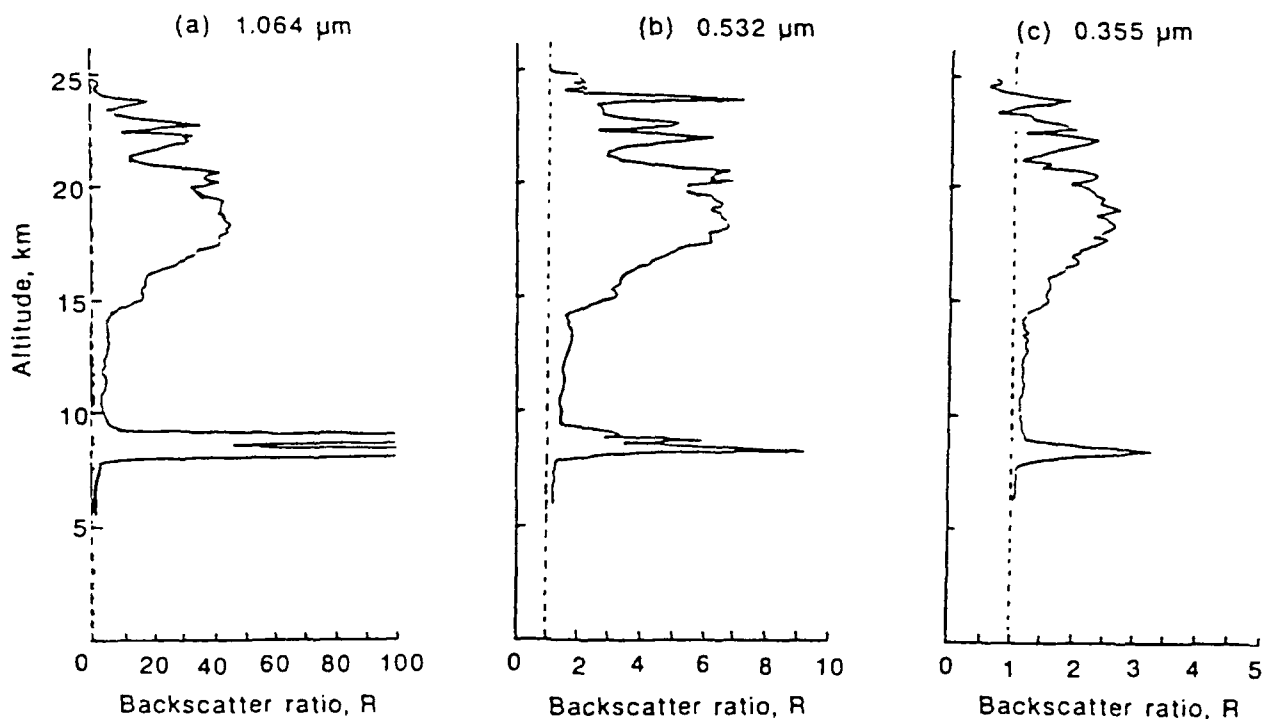 (a) 1.064 µm
(b) 0.532 µm
(c) 0.355 µm
Altitude, km
25
20
15
10
5
0 20 40 60 80 100
0 2 4 6 8 10
0 1 2 3 4 5
Backscatter ratio, R
Backscatter ratio, R
Backscatter ratio, R